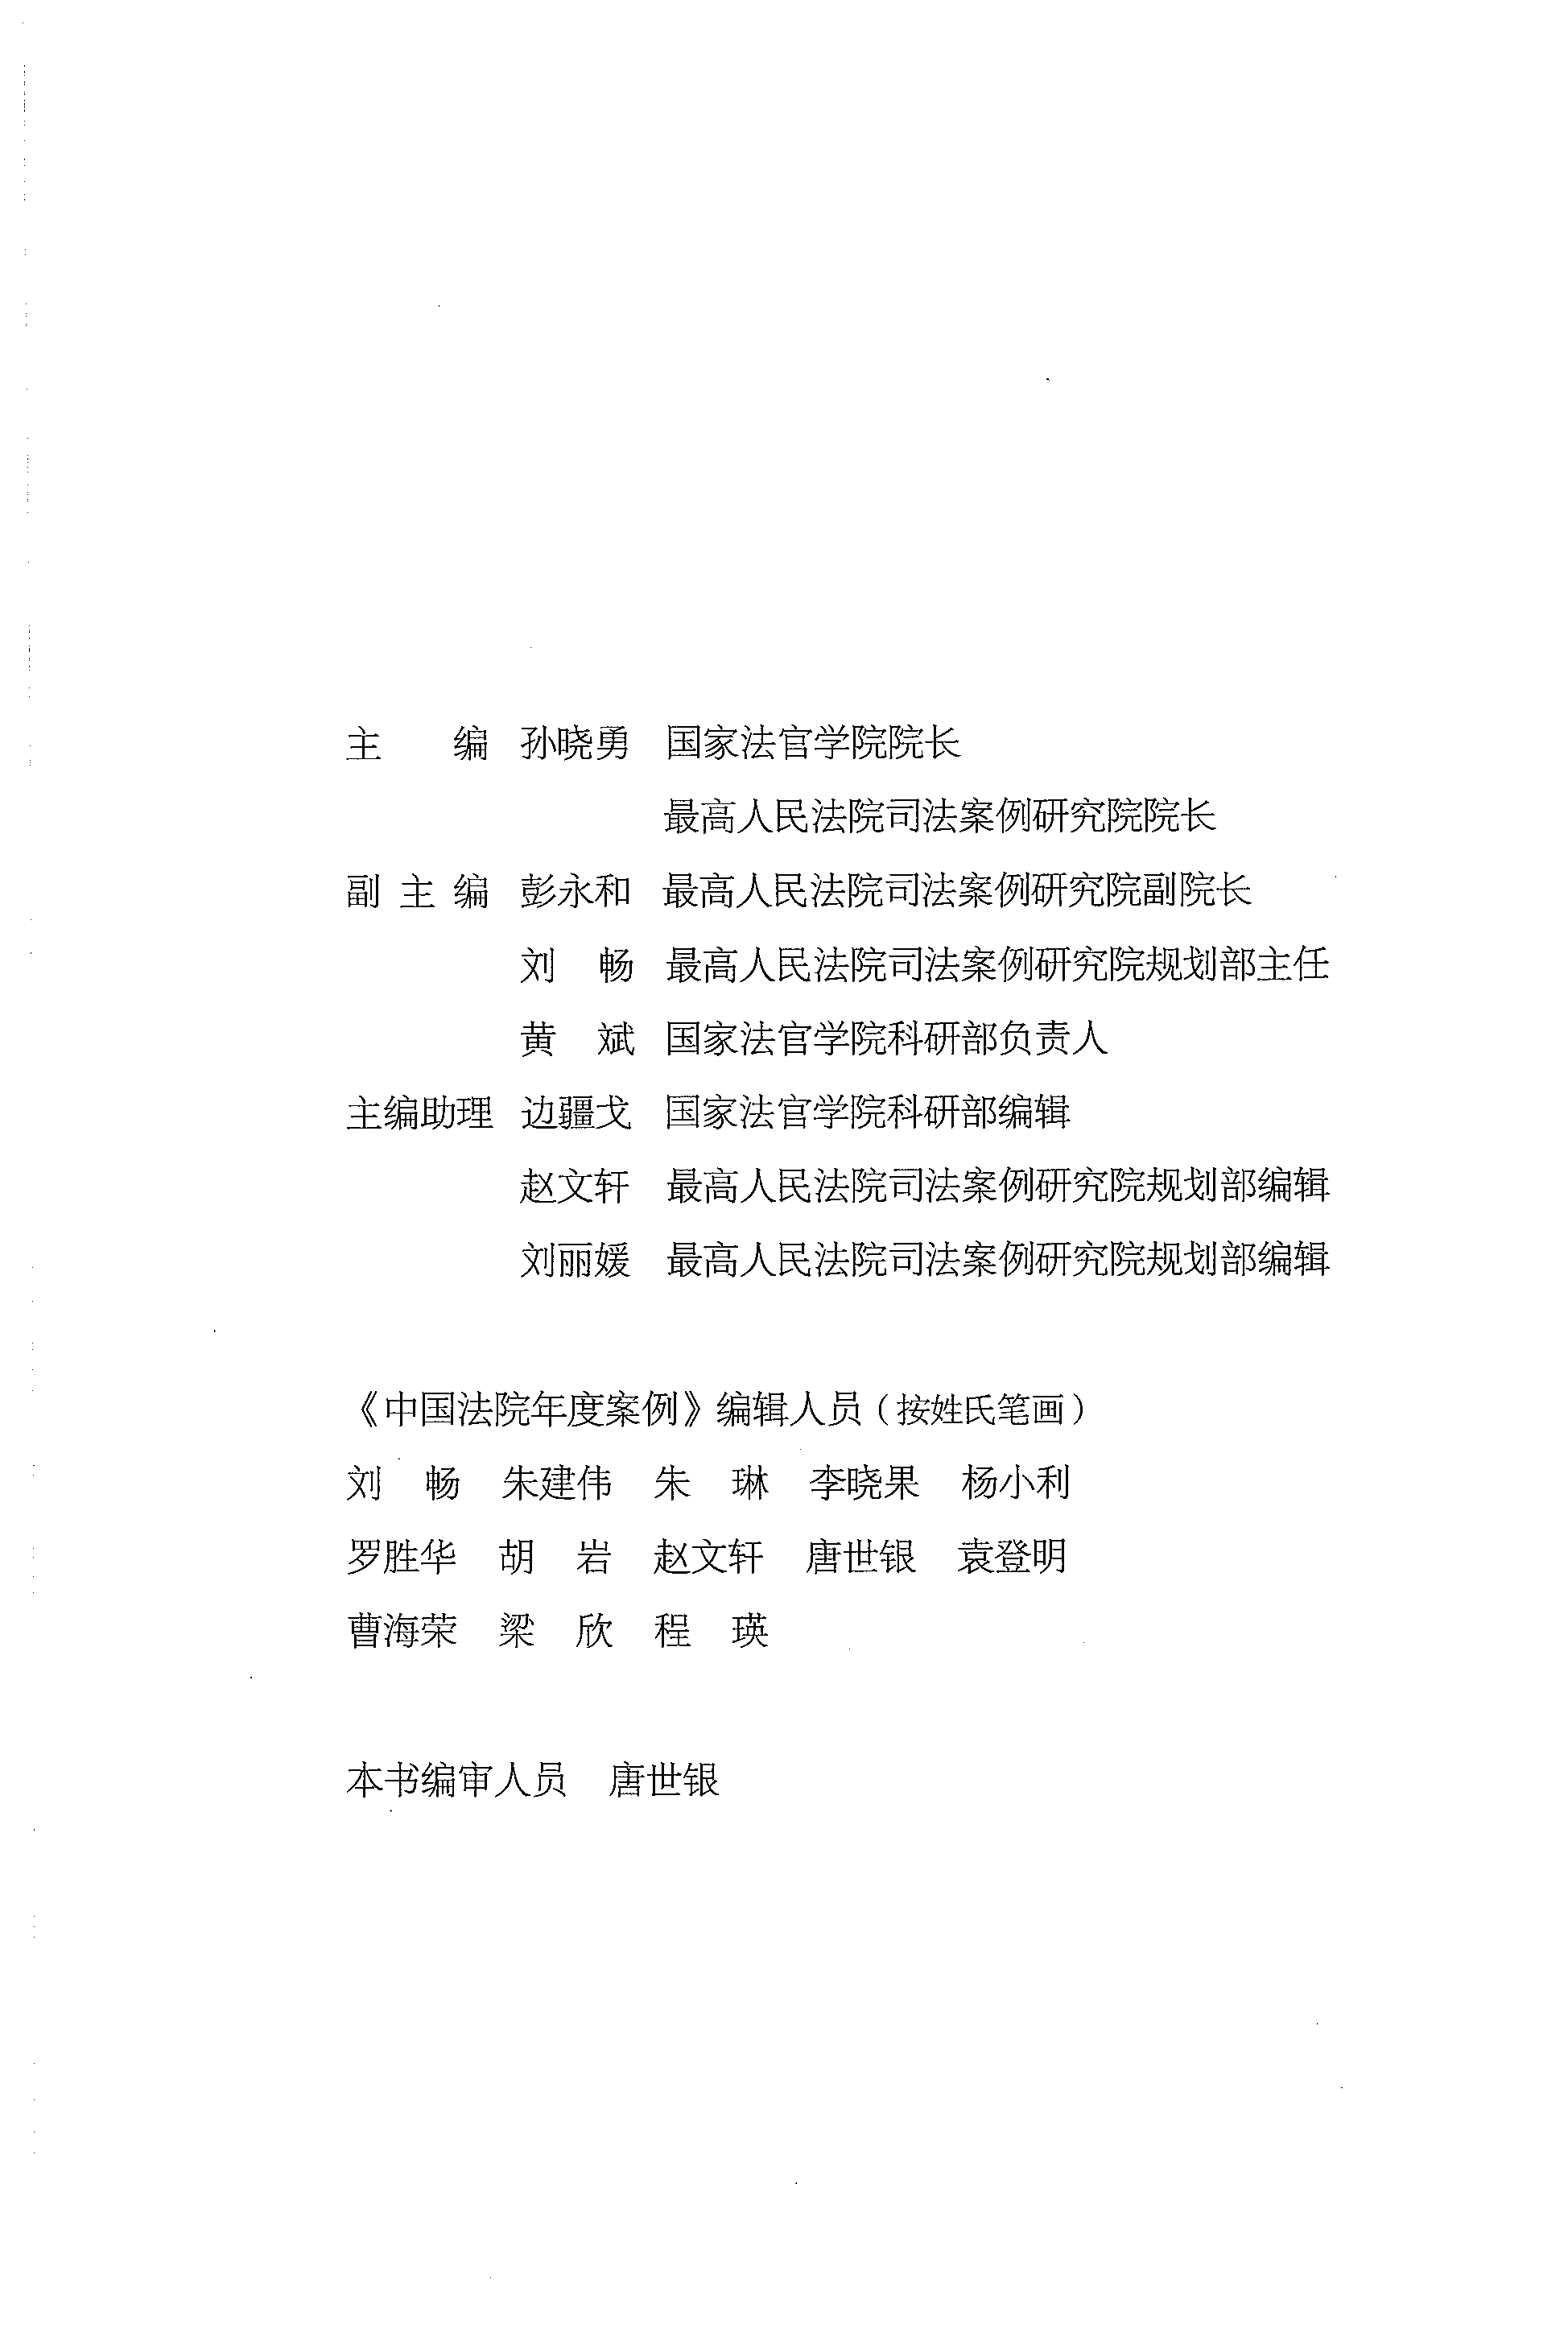 主　　编　孙晓勇　国家法官学院院长
最高人民法院司法案例研究院院长
副 主 编　彭永和　最高人民法院司法案例研究院副院长
刘　畅　最高人民法院司法案例研究院规划部主任
黄　斌　国家法官学院科研部负责人
主编助理　边疆戈　国家法官学院科研部编辑
赵文轩　最高人民法院司法案例研究院规划部编辑
刘丽媛　最高人民法院司法案例研究院规划部编辑
《中国法院年度案例》编辑人员（按姓氏笔画）
刘　畅　朱建伟　朱　琳　李晓果　杨小利
罗胜华　胡　岩　赵文轩　唐世银　袁登明
曹海荣　梁　欣　程　瑛
本书编审人员　唐世银